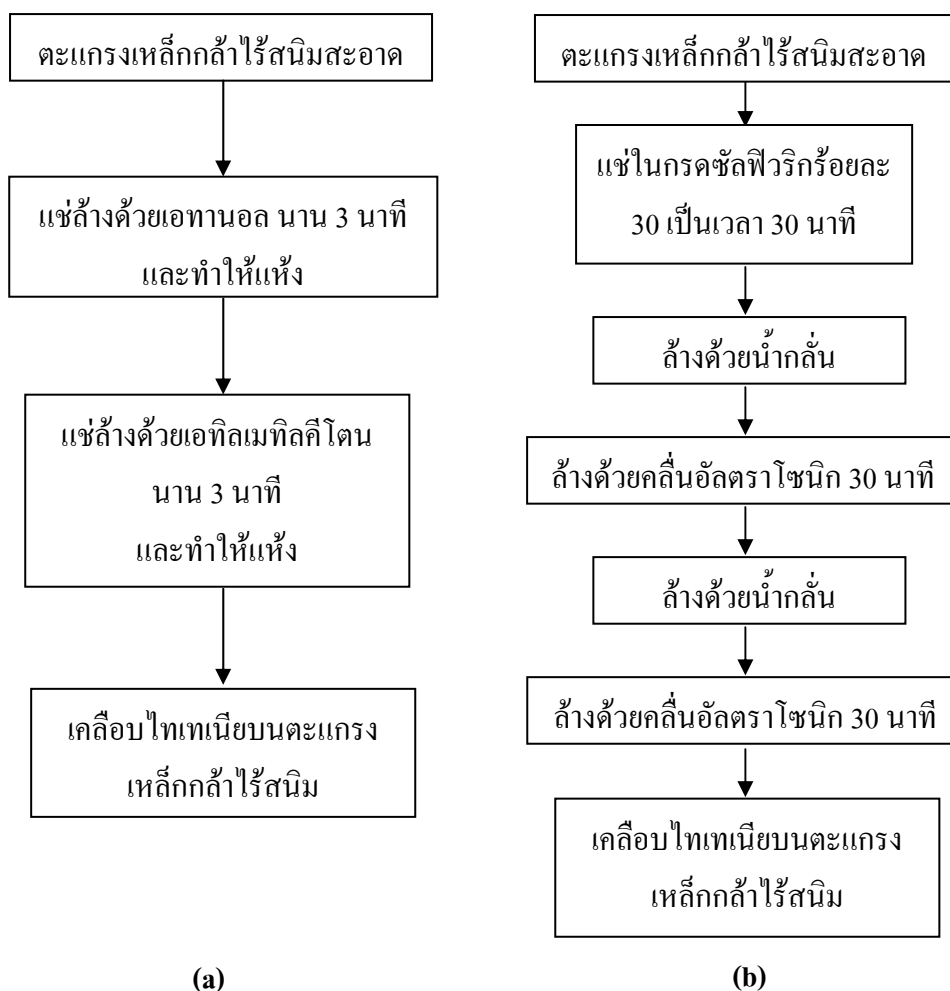 ตะแกรงเหล็กกล้าไร้สนิมสะอาด
แช่ล้างด้วยเอทานอล นาน 3 นาที
และทำให้แห้ง
แช่ล้างด้วยเอทิลเมทิลคีโตน
นาน 3 นาที
และทำให้แห้ง
เคลือบไทเทเนียบนตะแกรง
เหล็กกล้าไร้สนิม
(a)
ตะแกรงเหล็กกล้าไร้สนิมสะอาด
แช่ในกรดซัลฟิวริกร้อยละ
30 เป็นเวลา 30 นาที
ล้างด้วยน้ำกลั่น
ล้างด้วยคลื่นอัลตราโซนิก 30 นาที
ล้างด้วยน้ำกลั่น
ล้างด้วยคลื่นอัลตราโซนิก 30 นาที
เคลือบไทเทเนียบนตะแกรง
เหล็กกล้าไร้สนิม
(b)